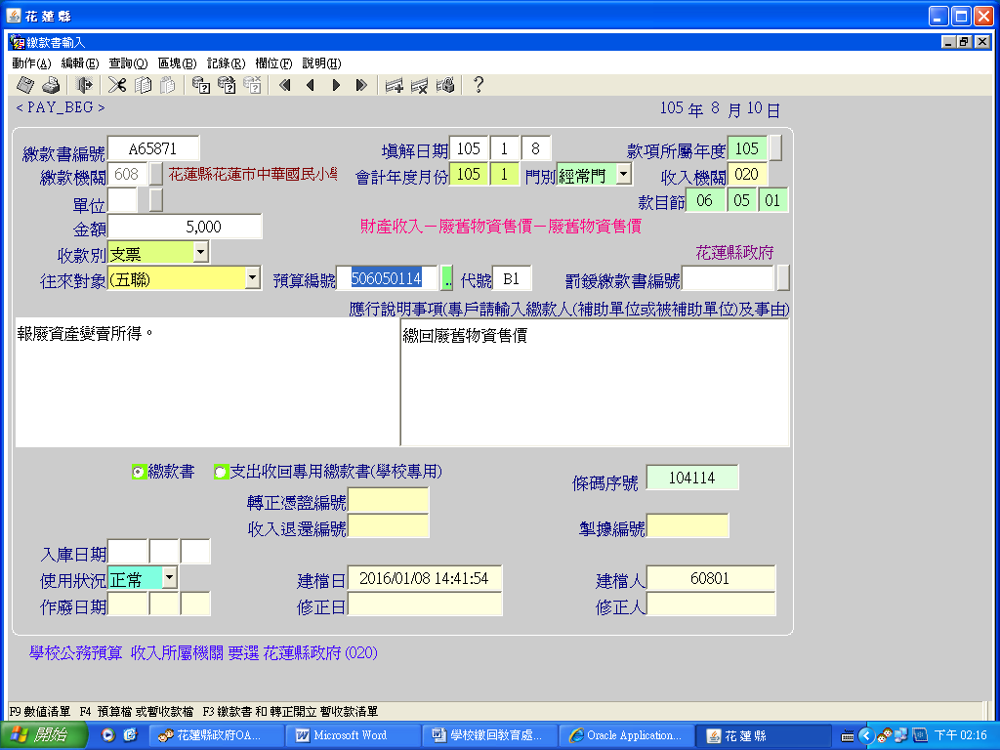 花蓮縣
繳款書輸入
動作(A) 編輯(E) 查詢(Q) 區塊(B) 記錄(R) 欄位(F) 說明(H)
< PAY_BEG >
105 年 8 月 10 日
繳款書編號 A65871 填解日期 105 1 8 款項所屬年度 105
繳款機關 608 花蓮縣花蓮市中華國民小學 會計年度月份 105 1 門別 經常門 收入機關 020
單位 款目節 06 05 01
金額 5,000 財產收入－廢舊物資售價－廢舊物資售價
收款別 支票 花蓮縣政府
往來對象 (五聯) 預算編號 506050114 .. 代號 B1 罰鍰繳款書編號
應行說明事項(專戶請輸入繳款人(補助單位或被補助單位)及事由)
報廢資產變賣所得。 繳回廢舊物資售價
繳款書 支出收回專用繳款書(學校專用) 條碼序號 104114
轉正憑證編號
收入退還編號 掣據編號
入庫日期
使用狀況 正常 建檔日 2016/01/08 14:41:54 建檔人 60801
作廢日期 修正日 修正人
學校公務預算 收入所屬機關 要選 花蓮縣政府 (020)
F9 數值清單 F4 預算檔 或暫收款檔 F3 繳款書 和 轉正開立 暫收款清單
開始 花蓮縣政府OA... Microsoft Word 學校繳回教育處... Oracle Application... 花蓮縣 下午 02:16